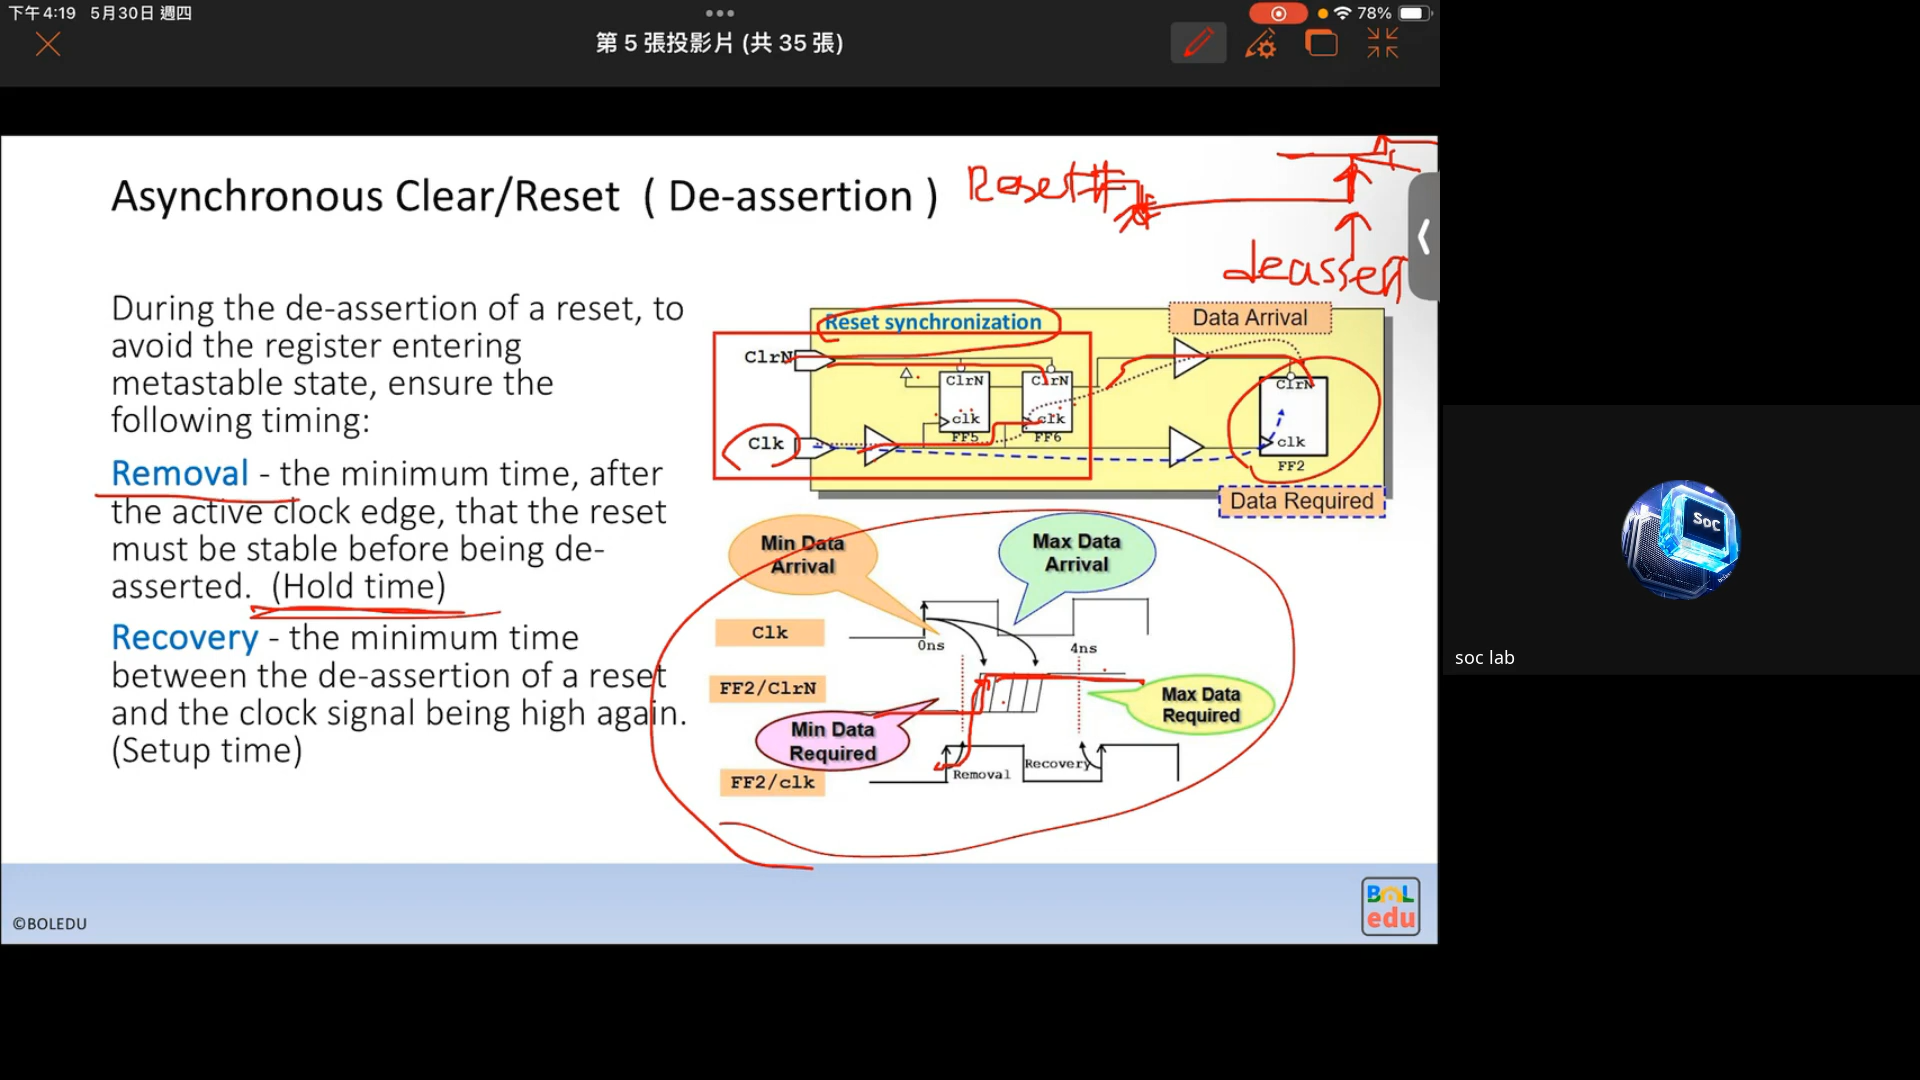 下午4:19 5月30日 週四
78%
第 5 張投影片 (共 35 張)
Asynchronous Clear/Reset ( De-assertion )
Reset#
deassert
During the de-assertion of a reset, to
avoid the register entering
metastable state, ensure the
following timing:
Removal - the minimum time, after
the active clock edge, that the reset
must be stable before being de-
asserted. (Hold time)
Recovery - the minimum time
between the de-assertion of a reset
and the clock signal being high again.
(Setup time)
Reset synchronization
Data Arrival
ClrN
ClrN
ClrN
ClrN
clk
clk
Clk
FF5
FF6
clk
FF2
Data Required
Min Data
Arrival
Max Data
Arrival
Clk
0ns
4ns
FF2/ClrN
Max Data
Required
Min Data
Required
Removal
Recovery
FF2/clk
©BOLEDU
BOL
edu
SoC
soc lab